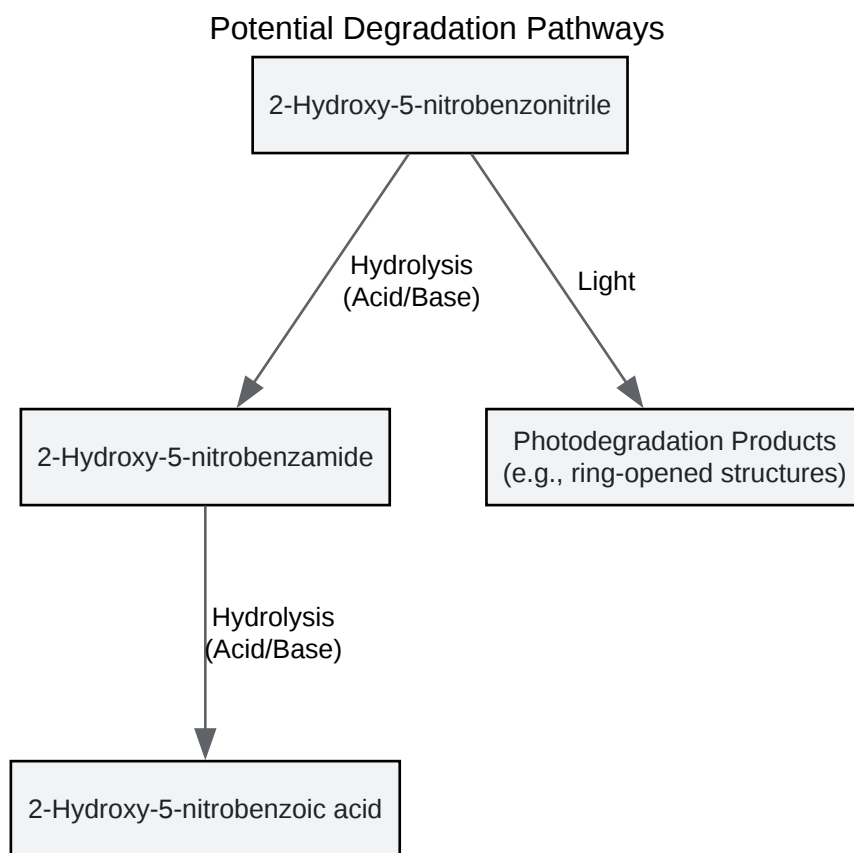 Potential Degradation Pathways
2-Hydroxy-5-nitrobenzonitrile
Hydrolysis
(Acid/Base)
Light
2-Hydroxy-5-nitrobenzamide
Photodegradation Products
(e.g., ring-opened structures)
Hydrolysis
(Acid/Base)
2-Hydroxy-5-nitrobenzoic acid